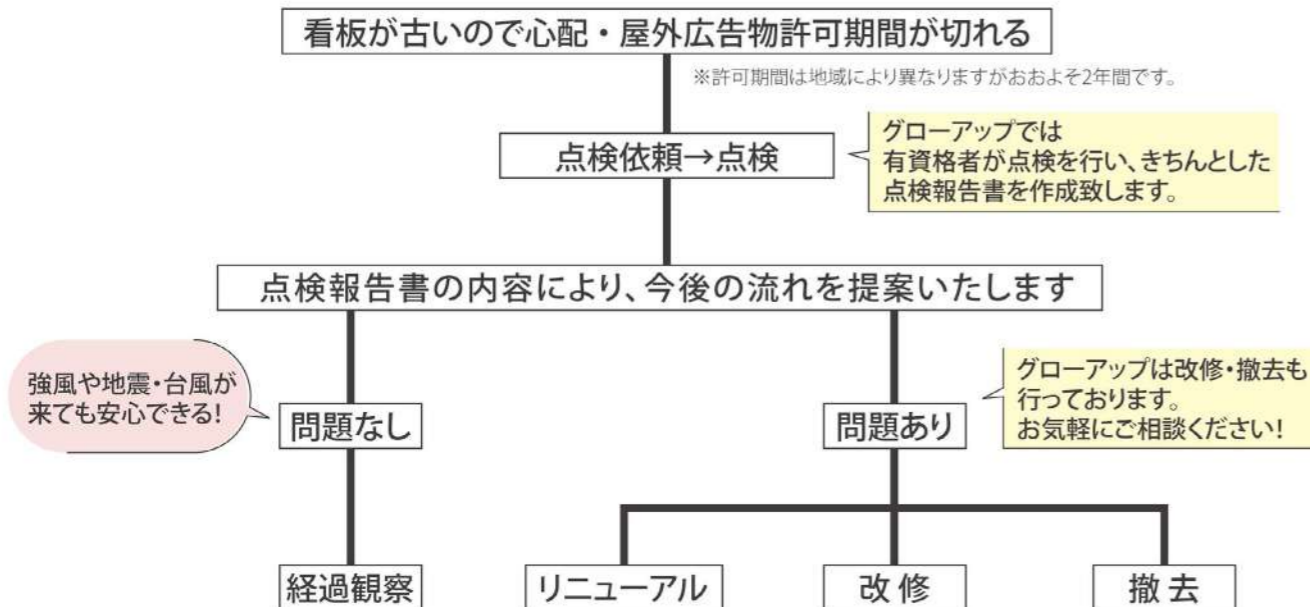 看板が古いので心配・屋外広告物許可期間が切れる
※許可期間は地域により異なりますがおおよそ2年間です。
点検依頼→点検
グローアップでは
有資格者が点検を行い、きちんとした
点検報告書を作成致します。
点検報告書の内容により、今後の流れを提案いたします
強風や地震・台風が
来ても安心できる!
問題なし
問題あり
グローアップは改修・撤去も
行っております。
お気軽にご相談ください!
経過観察
リニューアル
改修
撤去